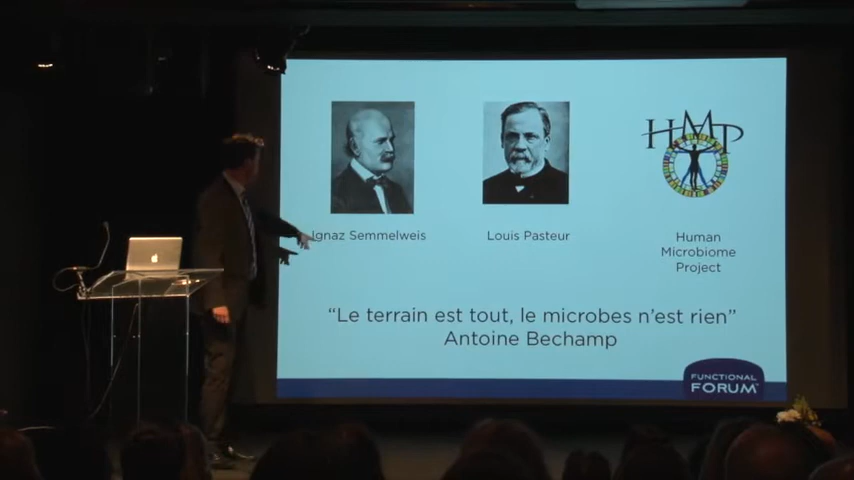 HMP
Ignaz Semmelweis
Louis Pasteur
Human
Microbiome
Project
“Le terrain est tout, le microbes n’est rien”
Antoine Bechamp
FUNCTIONAL
FORUM